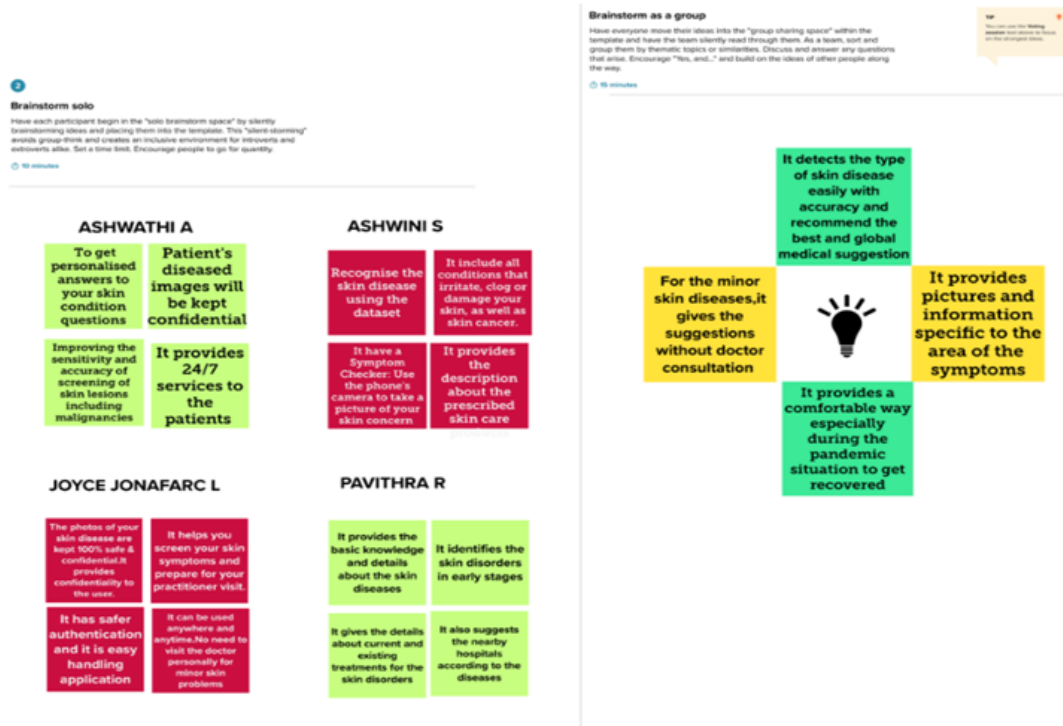 2
Brainstorm solo
Have each participant begin in the "solo brainstorm space" by silently
brainstorming ideas and placing them into the template. This "silent-storming"
avoids group-think and creates an inclusive environment for introverts and
extroverts alike. Set a time limit. Encourage people to go for quantity.
10 minutes
ASHWATHI A
To get
personalised
answers to
your skin
condition
questions
Patient's
diseased
images will
be kept
confidential
Improving the
sensitivity and
accuracy of
screening of
skin lesions
including
malignancies
It provides
24/7
services to
the
patients
ASHWINI S
Recognise the
skin disease
using the
dataset
It include all
conditions that
irritate, clog or
damage your
skin, as well as
skin cancer.
It have a
Symptom
Checker: Use
the phone's
camera to take a
picture of your
skin concern
It provides
the
description
about the
prescribed
skin care
JOYCE JONAFARC L
The photos of your
skin disease are
kept 100% safe &
confidential.It
provides
confidentiality to
the user.
It helps you
screen your skin
symptoms and
prepare for your
practitioner visit.
It has safer
authentication
and it is easy
handling
application
It can be used
anywhere and
anytime.No need to
visit the doctor
personally for
minor skin
problems
PAVITHRA R
It provides the
basic knowledge
and details
about the skin
diseases
It identifies the
skin disorders
in early stages
It gives the details
about current and
existing
treatments for the
skin disorders
It also suggests
the nearby
hospitals
according to the
diseases
Brainstorm as a group
Have everyone move their ideas into the "group sharing space" within the
template and have the team silently read through them. As a team, sort and
group them by thematic topics or similarities. Discuss and answer any questions
that arise. Encourage "Yes, and..." and build on the ideas of other people along
the way.
15 minutes
TIP
You can use the Voting
session tool above to focus
on the strongest ideas.
It detects the type
of skin disease
easily with
accuracy and
recommend the
best and global
medical suggestion
For the minor
skin diseases,it
gives the
suggestions
without doctor
consultation
It provides
pictures and
information
specific to the
area of the
symptoms
It provides a
comfortable way
especially
during the
pandemic
situation to get
recovered